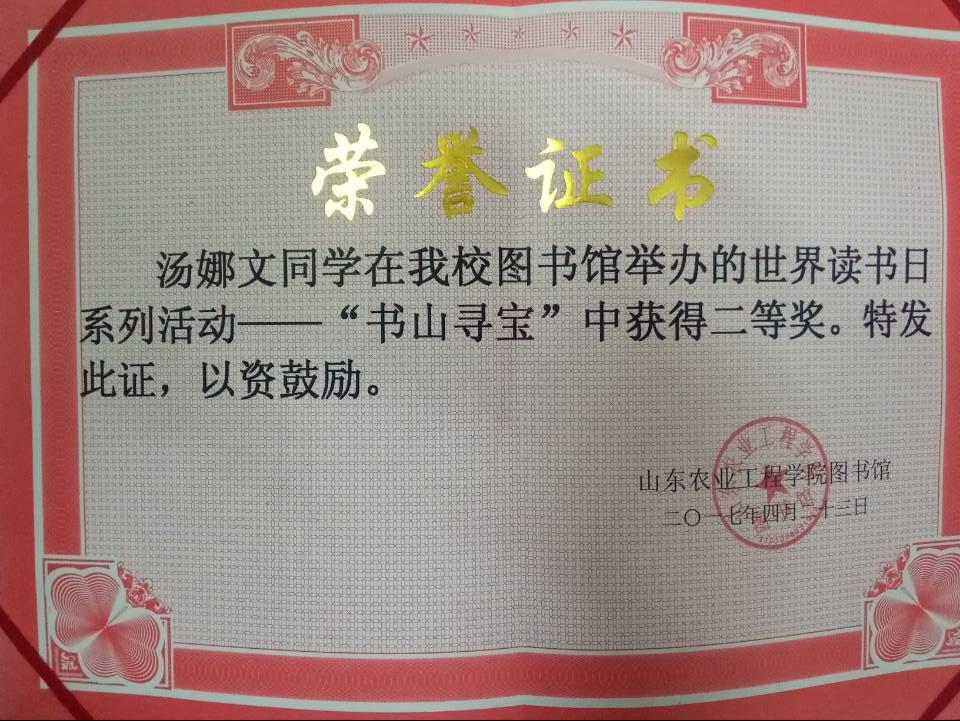 荣誉证书
汤娜文同学在我校图书馆举办的世界读书日
系列活动——“书山寻宝”中获得二等奖。特发
此证，以资鼓励。
山东农业工程学院图书馆
二〇一七年四月二十三日